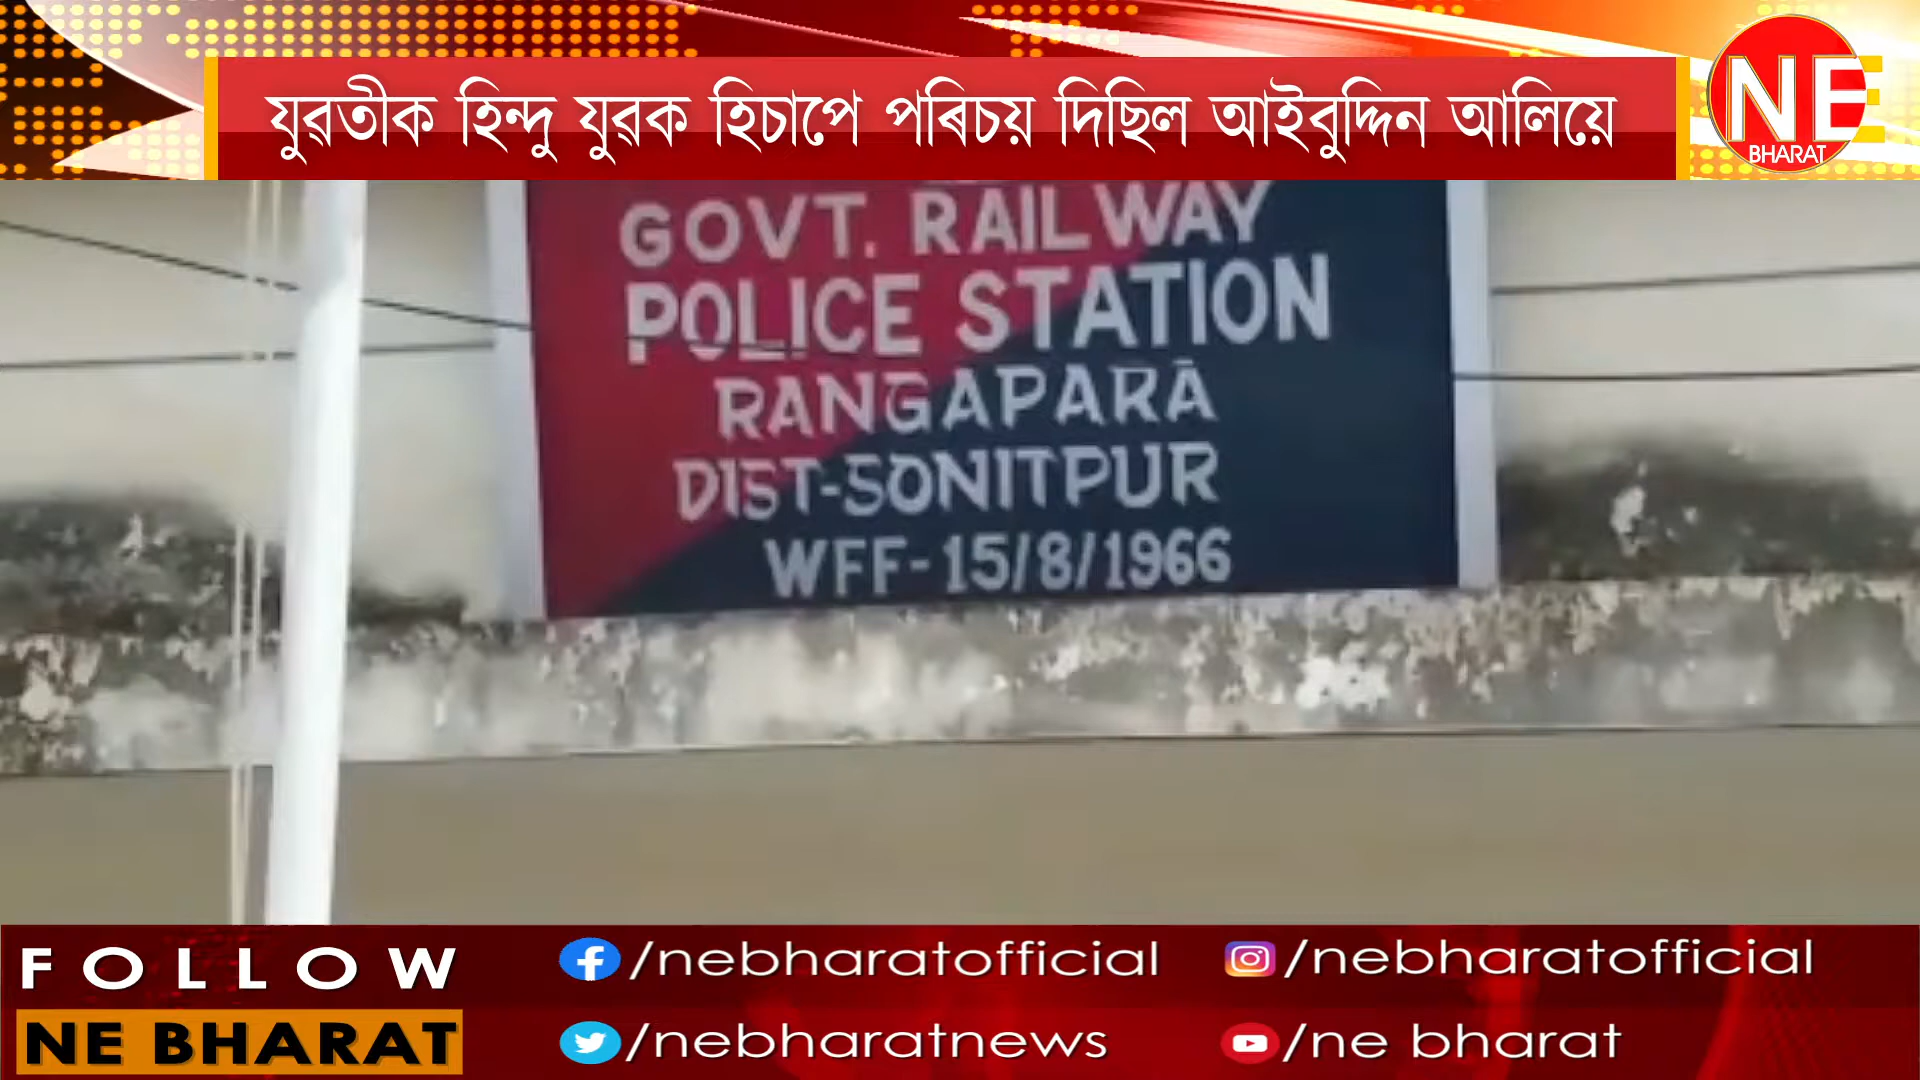 যুৱতীক হিন্দু যুৱক হিচাপে পৰিচয় দিছিল আইবুদ্দিন আলিয়ে
NE
BHARAT
GOVT. RAILWAY
POLICE STATION
RANGAPARA
DIST-SONITPUR
WFF-15/8/1966
FOLLOW
NE BHARAT
/nebharatofficial
/nebharatofficial
/nebharatnews
/ne bharat